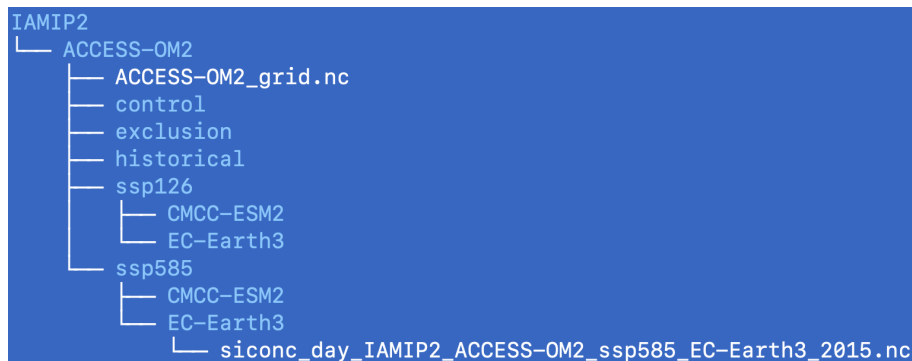 IAMIP2
└── ACCESS-OM2
    ├── ACCESS-OM2_grid.nc
    ├── control
    ├── exclusion
    ├── historical
    ├── ssp126
    │   ├── CMCC-ESM2
    │   └── EC-Earth3
    └── ssp585
        ├── CMCC-ESM2
        └── EC-Earth3
            └── siconc_day_IAMIP2_ACCESS-OM2_ssp585_EC-Earth3_2015.nc